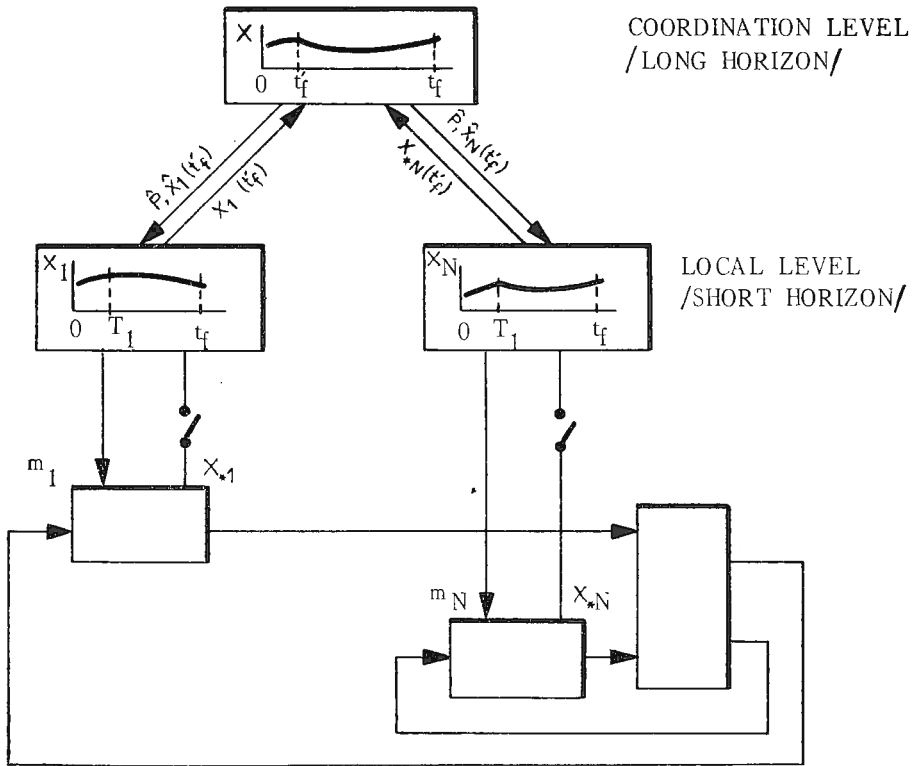 COORDINATION LEVEL
/LONG HORIZON/
X
0 t'f tf
p̂, x̂1(t'f)
X1 (t'f)
X*N(t'f)
p̂, x̂N(t'f)
LOCAL LEVEL
/SHORT HORIZON/
X1
0 T1 tf
XN
0 T1 tf
m1
X*1
mN
X*N